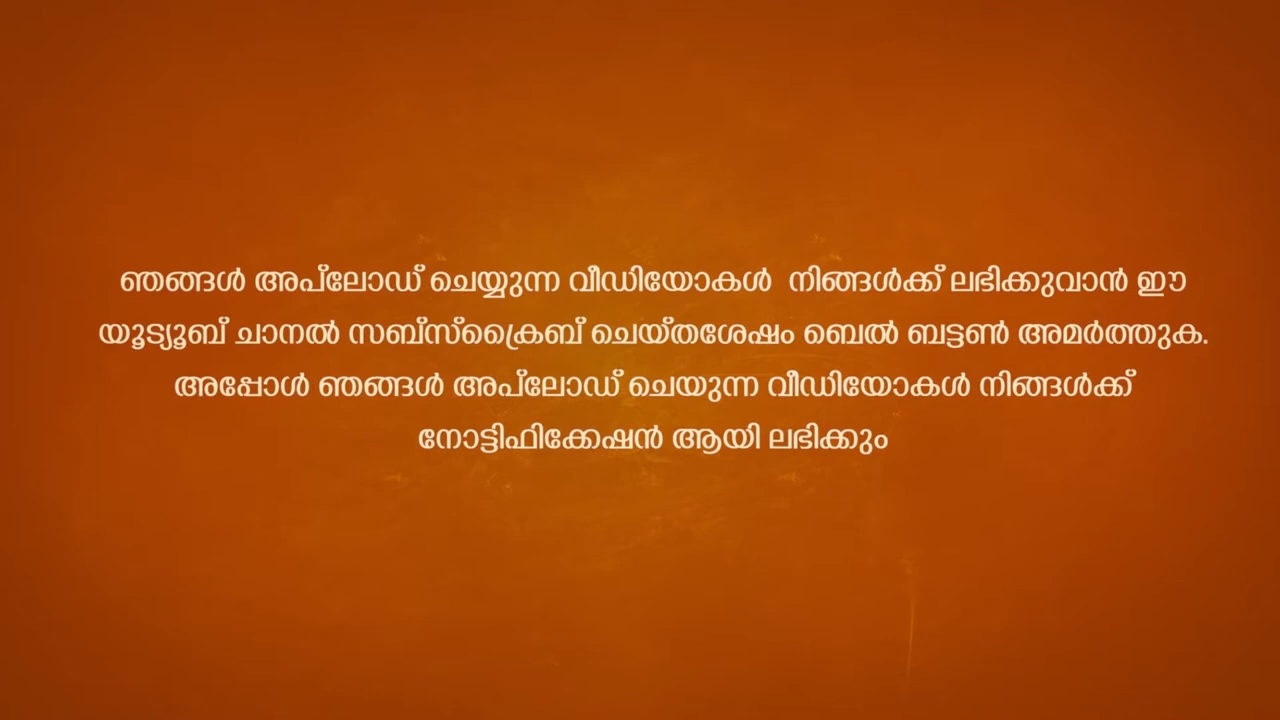 ഞങ്ങൾ അപ്‌ലോഡ് ചെയ്യുന്ന വീഡിയോകൾ  നിങ്ങൾക്ക് ലഭിക്കുവാൻ ഈ
യൂട്യൂബ് ചാനൽ സബ്സ്ക്രൈബ് ചെയ്തശേഷം ബെൽ ബട്ടൺ അമർത്തുക.
അപ്പോൾ ഞങ്ങൾ അപ്‌ലോഡ് ചെയുന്ന വീഡിയോകൾ നിങ്ങൾക്ക്
നോട്ടിഫിക്കേഷൻ ആയി ലഭിക്കും